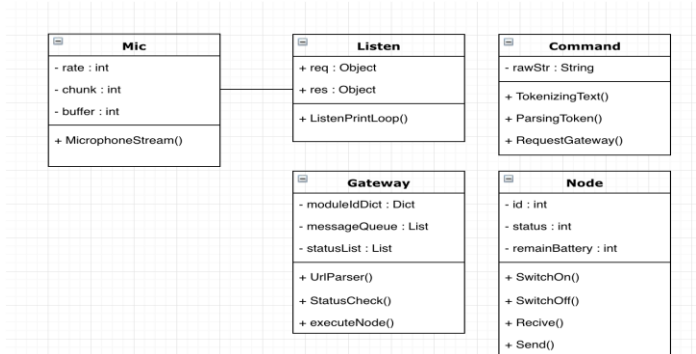 Mic
- rate : int
- chunk : int
- buffer : int
+ MicrophoneStream()
Listen
+ req : Object
+ res : Object
+ ListenPrintLoop()
Command
- rawStr : String
+ TokenizingText()
+ ParsingToken()
+ RequestGateway()
Gateway
- moduleIdDict : Dict
- messageQueue : List
- statusList : List
+ UrlParser()
+ StatusCheck()
+ executeNode()
Node
- id : int
- status : int
- remainBattery : int
+ SwitchOn()
+ SwitchOff()
+ Recive()
+ Send()